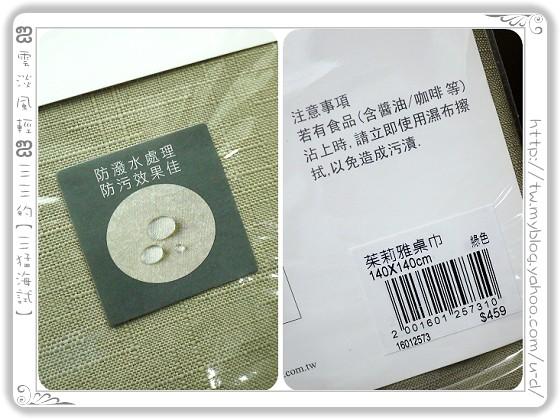 雲淡風輕
三三的【三猛海試】
防潑水處理
防污效果佳
注意事項
若有食品(含醬油/咖啡 等)
沾上時, 請立即使用濕布擦
拭,以免造成污漬.
茱莉雅桌巾 綠色
140X140cm
2 001601 257310
16012573 $459
.com.tw
http://tw.myblog.yahoo.com/u-d/